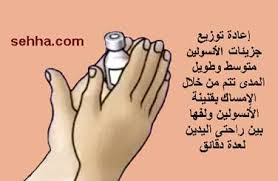 sehha.com
إعادة توزيع
جزيئات الأنسولين
متوسط وطويل
المدى تتم من خلال
الإمساك بقنينة
الأنسولين ولفها
بين راحتى اليدين
لعدة دقائق